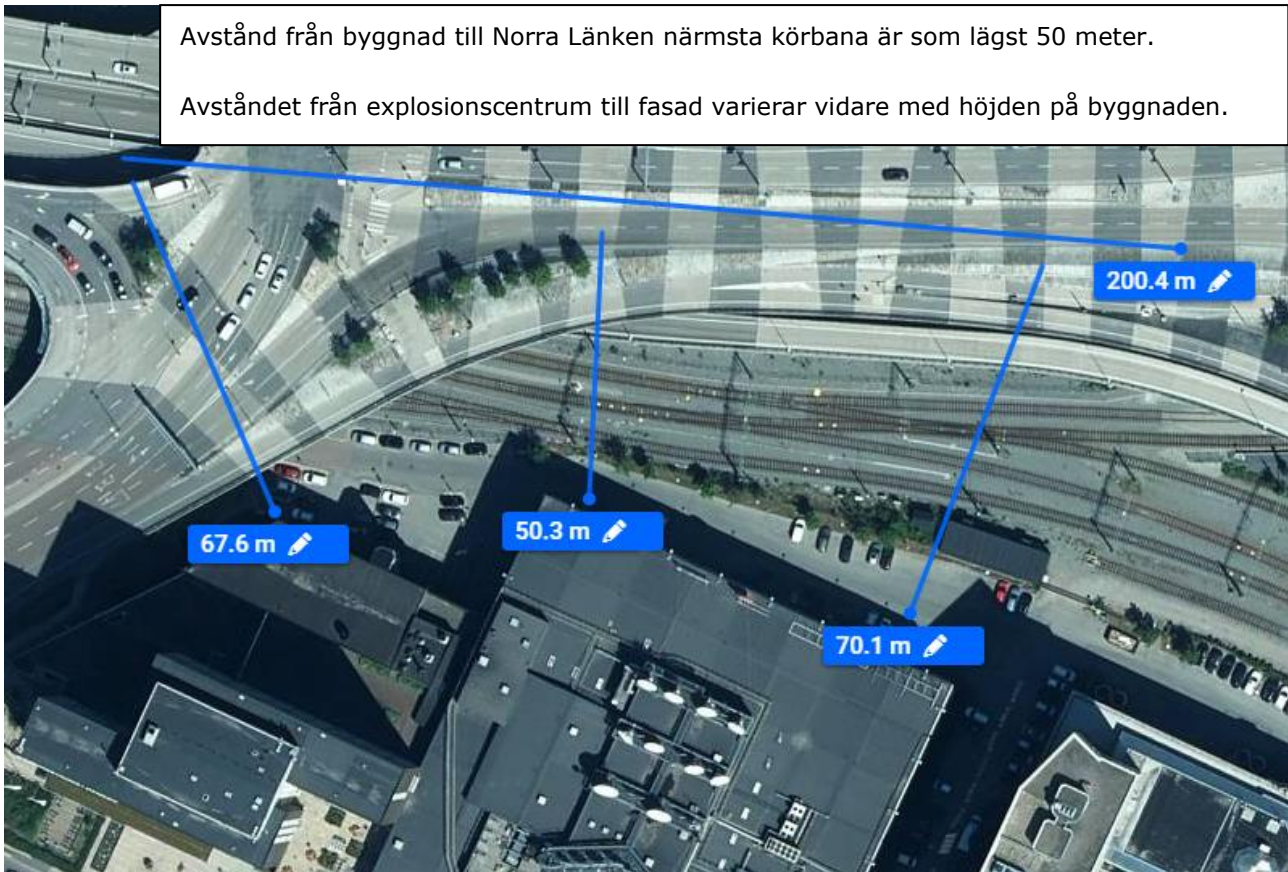 Avstånd från byggnad till Norra Länken närmsta körbana är som lägst 50 meter.
Avståndet från explosionscentrum till fasad varierar vidare med höjden på byggnaden.
200.4 m
67.6 m
50.3 m
70.1 m